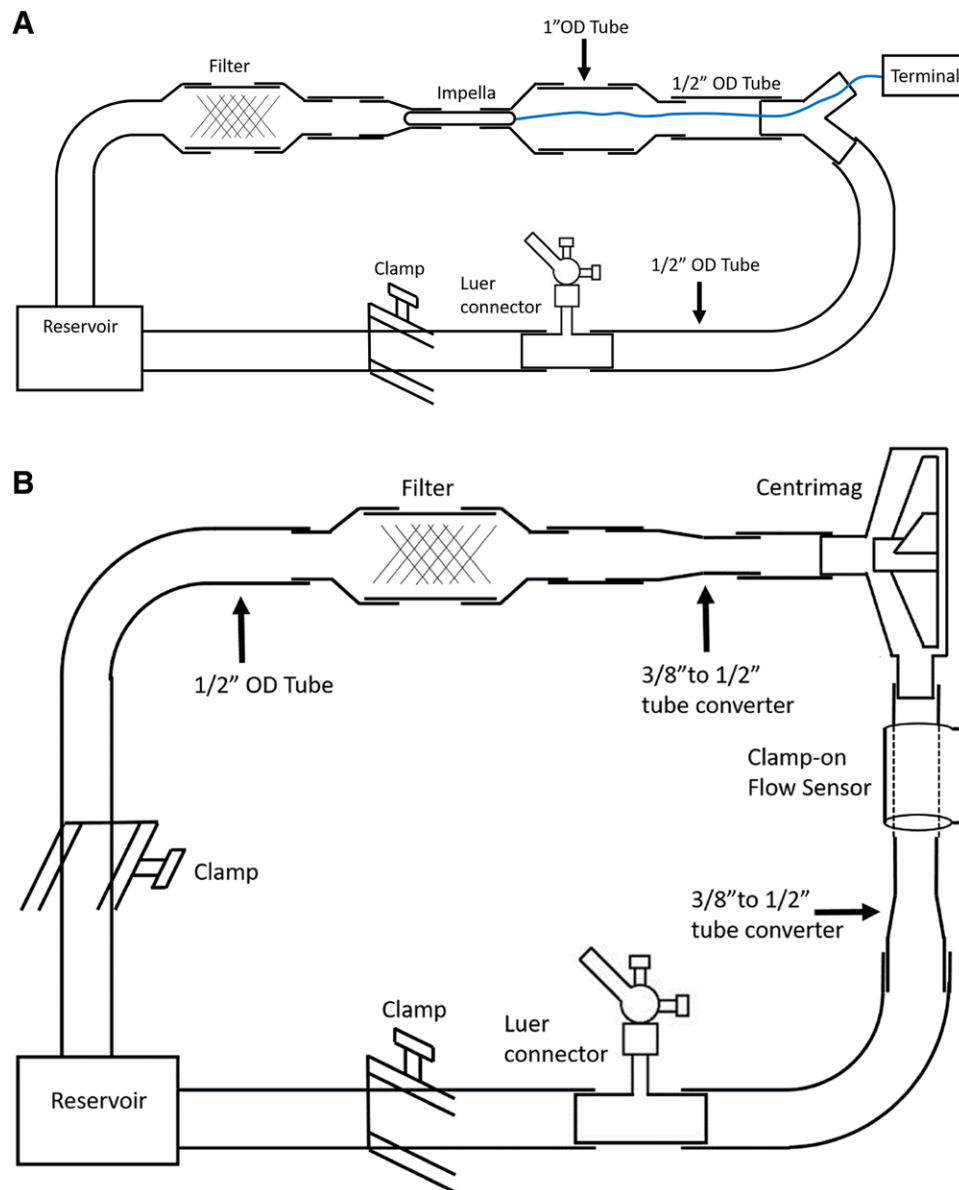 A
1”OD Tube
Filter
Impella
1/2” OD Tube
Terminal
Clamp
Luer
connector
1/2” OD Tube
Reservoir
B
Filter
Centrimag
1/2” OD Tube
3/8”to 1/2”
tube converter
Clamp-on
Flow Sensor
Clamp
3/8”to 1/2”
tube converter
Clamp
Luer
connector
Reservoir